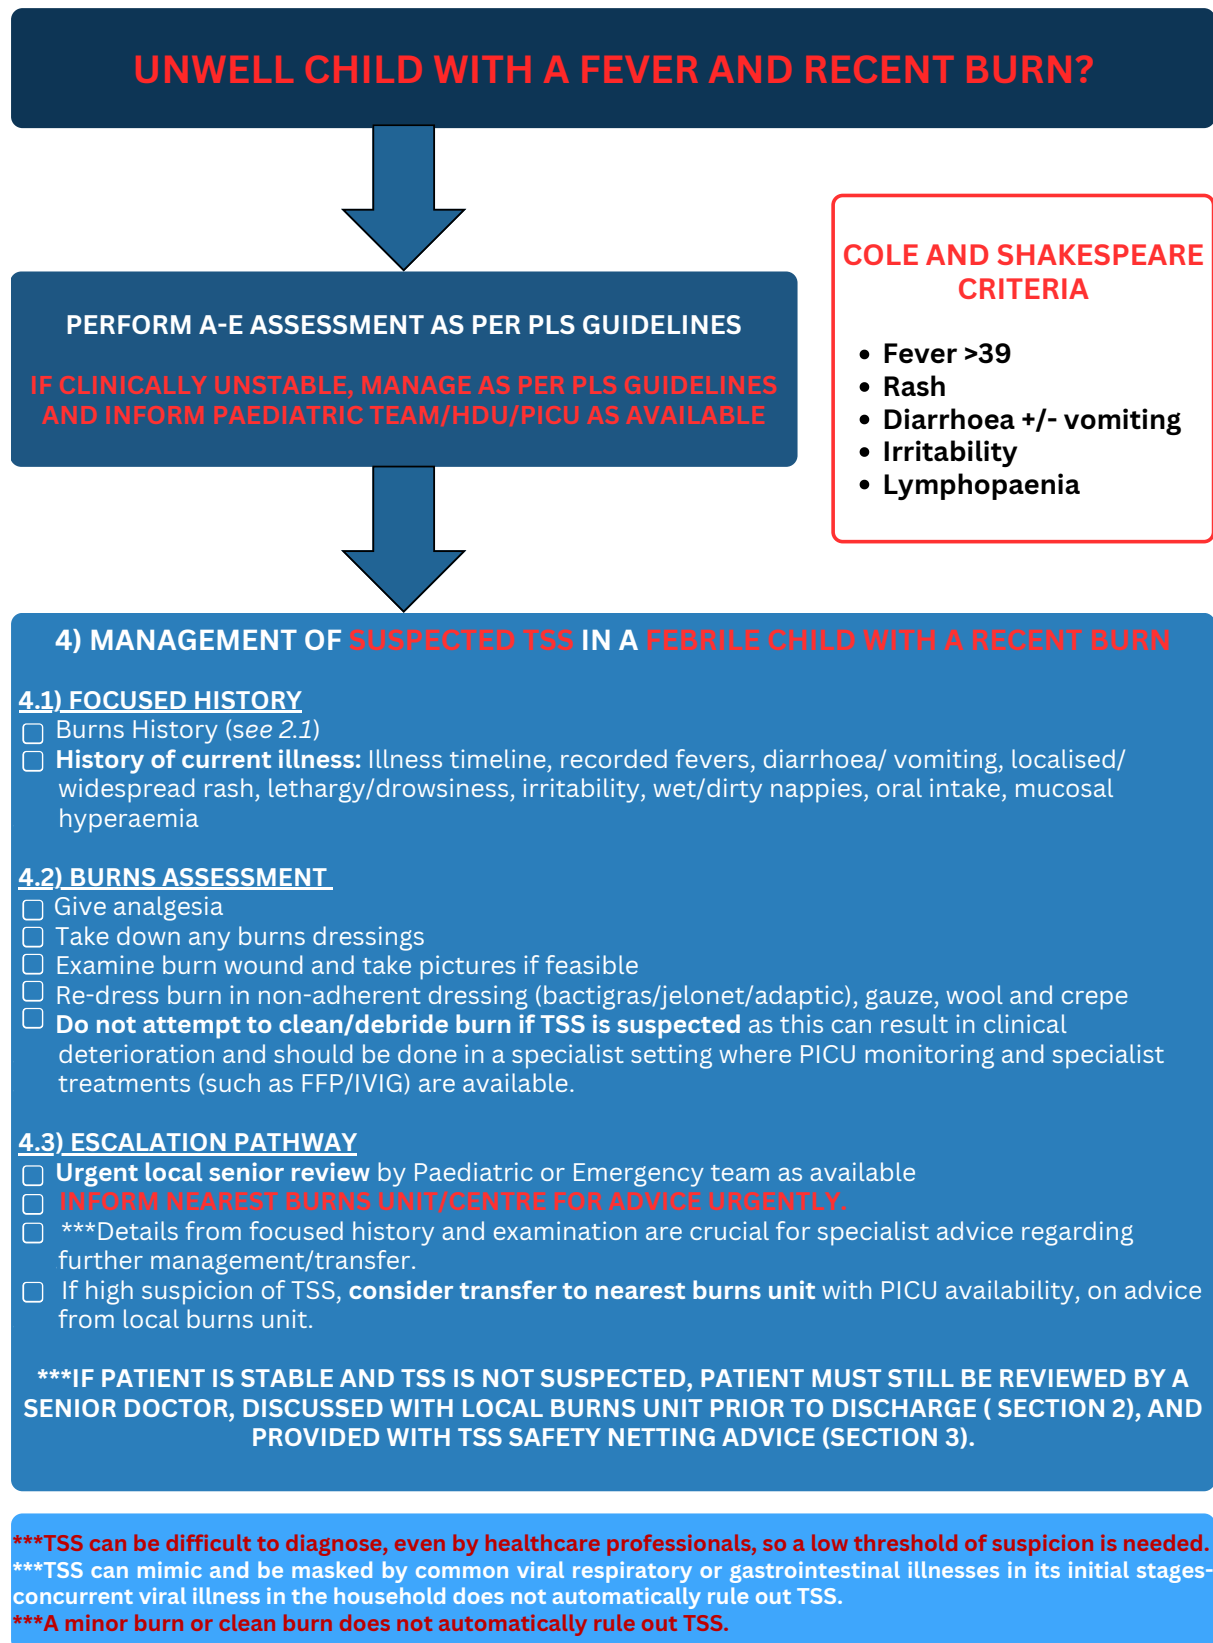 UNWELL CHILD WITH A FEVER AND RECENT BURN?
PERFORM A-E ASSESSMENT AS PER PLS GUIDELINES
IF CLINICALLY UNSTABLE, MANAGE AS PER PLS GUIDELINES
AND INFORM PAEDIATRIC TEAM/HDU/PICU AS AVAILABLE
COLE AND SHAKESPEARE
CRITERIA
• Fever >39
• Rash
• Diarrhoea +/- vomiting
• Irritability
• Lymphopaenia
4) MANAGEMENT OF SUSPECTED TSS IN A FEBRILE CHILD WITH A RECENT BURN
4.1) FOCUSED HISTORY
▢ Burns History (see 2.1)
▢ History of current illness: Illness timeline, recorded fevers, diarrhoea/ vomiting, localised/
widespread rash, lethargy/drowsiness, irritability, wet/dirty nappies, oral intake, mucosal
hyperaemia
4.2) BURNS ASSESSMENT
▢ Give analgesia
▢ Take down any burns dressings
▢ Examine burn wound and take pictures if feasible
▢ Re-dress burn in non-adherent dressing (bactigras/jelonet/adaptic), gauze, wool and crepe
▢ Do not attempt to clean/debride burn if TSS is suspected as this can result in clinical
deterioration and should be done in a specialist setting where PICU monitoring and specialist
treatments (such as FFP/IVIG) are available.
4.3) ESCALATION PATHWAY
▢ Urgent local senior review by Paediatric or Emergency team as available
▢ INFORM NEAREST BURNS UNIT/CENTRE FOR ADVICE URGENTLY.
▢ ***Details from focused history and examination are crucial for specialist advice regarding
further management/transfer.
▢ If high suspicion of TSS, consider transfer to nearest burns unit with PICU availability, on advice
from local burns unit.
***IF PATIENT IS STABLE AND TSS IS NOT SUSPECTED, PATIENT MUST STILL BE REVIEWED BY A
SENIOR DOCTOR, DISCUSSED WITH LOCAL BURNS UNIT PRIOR TO DISCHARGE ( SECTION 2), AND
PROVIDED WITH TSS SAFETY NETTING ADVICE (SECTION 3).
***TSS can be difficult to diagnose, even by healthcare professionals, so a low threshold of suspicion is needed.
***TSS can mimic and be masked by common viral respiratory or gastrointestinal illnesses in its initial stages-
concurrent viral illness in the household does not automatically rule out TSS.
***A minor burn or clean burn does not automatically rule out TSS.